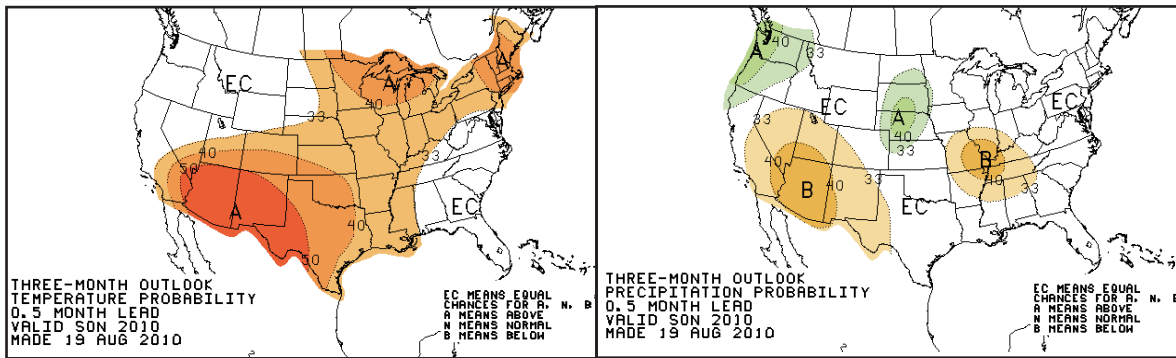 A
EC
A
40
33
40
50
33
A
EC
40
50
THREE-MONTH OUTLOOK
TEMPERATURE PROBABILITY
0.5 MONTH LEAD
VALID SON 2010
MADE 19 AUG 2010
EC MEANS EQUAL
CHANCES FOR A, N, B
A MEANS ABOVE
N MEANS NORMAL
B MEANS BELOW
A
40
33
EC
A
40
33
EC
33
40
B
40
33
B
40
33
EC
THREE-MONTH OUTLOOK
PRECIPITATION PROBABILITY
0.5 MONTH LEAD
VALID SON 2010
MADE 19 AUG 2010
EC MEANS EQUAL
CHANCES FOR A, N, B
A MEANS ABOVE
N MEANS NORMAL
B MEANS BELOW